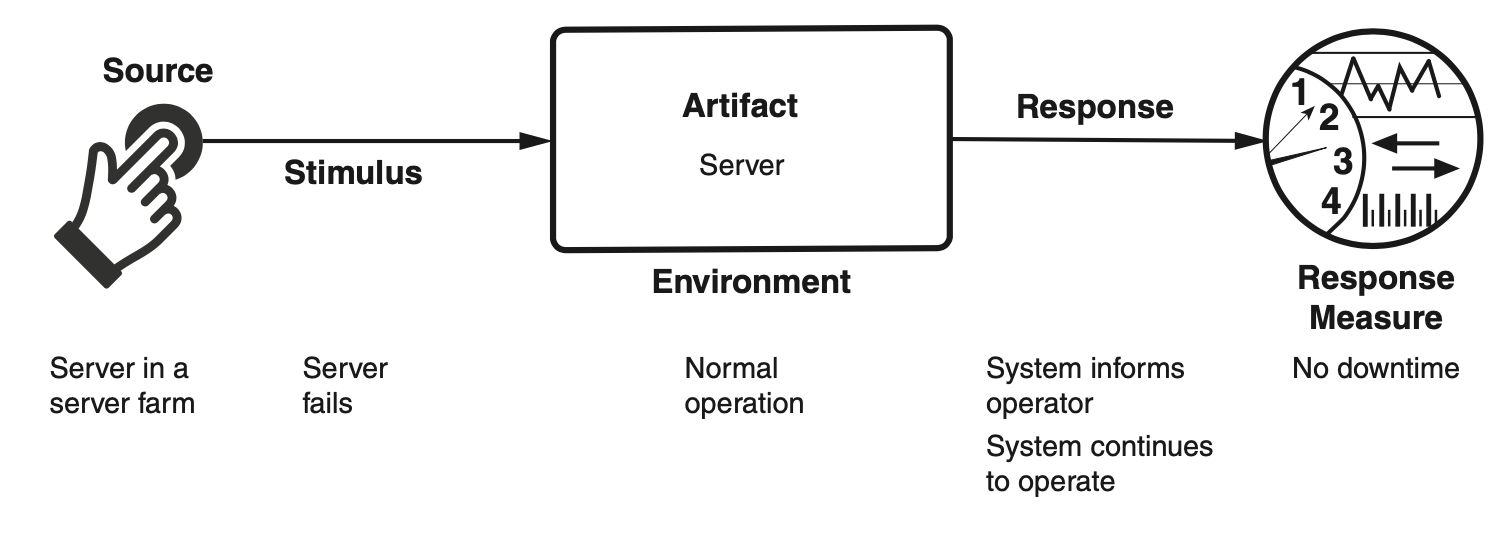 Source
Stimulus
Artifact
Server
Environment
Response
1
2
3
4
Response
Measure
Server in a
server farm
Server
fails
Normal
operation
System informs
operator
System continues
to operate
No downtime